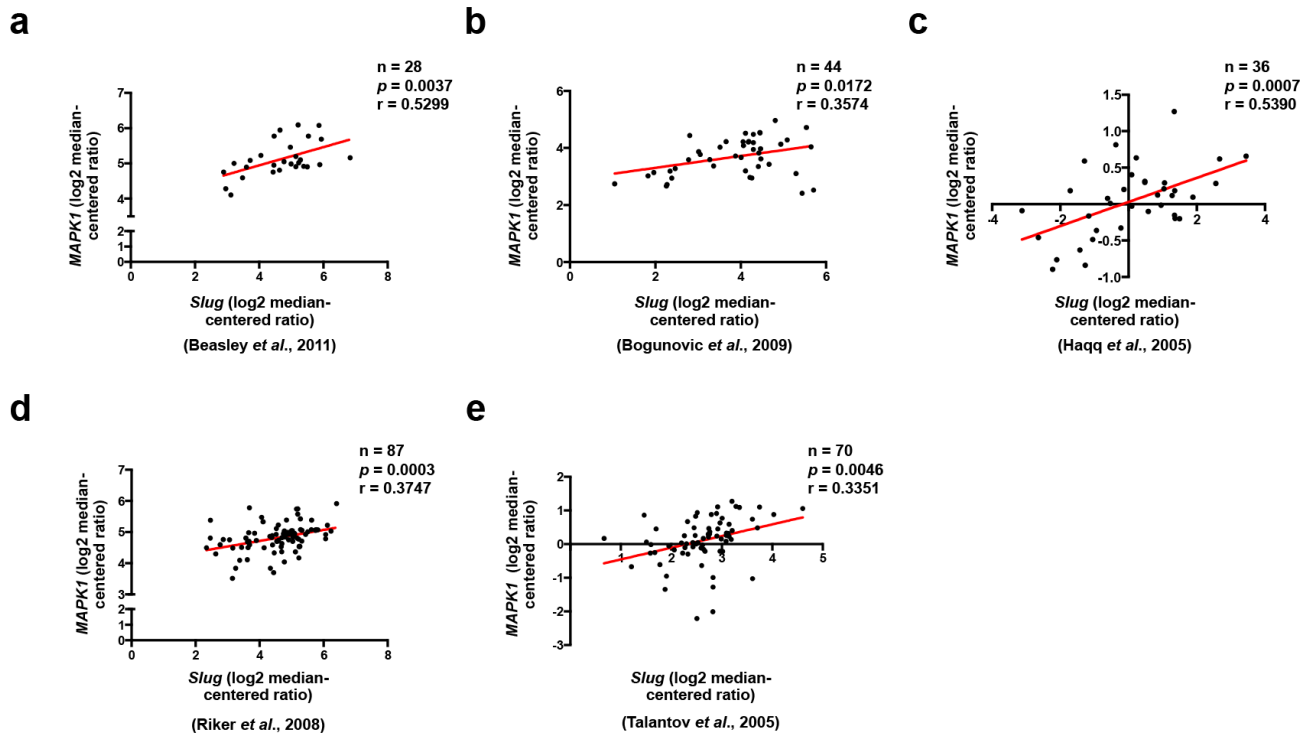 a
n = 28
p = 0.0037
r = 0.5299
MAPK1 (log2 median-
centered ratio)
7
6
5
4
2
1
0
0 2 4 6 8
Slug (log2 median-
centered ratio)
(Beasley et al., 2011)
b
n = 44
p = 0.0172
r = 0.3574
MAPK1 (log2 median-
centered ratio)
6
4
2
0
0 2 4 6
Slug (log2 median-
centered ratio)
(Bogunovic et al., 2009)
c
n = 36
p = 0.0007
r = 0.5390
MAPK1 (log2 median-
centered ratio)
1.5
1.0
0.5
-4 -2 0 2 4
-0.5
-1.0
Slug (log2 median-
centered ratio)
(Haqq et al., 2005)
d
n = 87
p = 0.0003
r = 0.3747
MAPK1 (log2 median-
centered ratio)
7
6
5
4
3
2
1
0
0 2 4 6 8
Slug (log2 median-
centered ratio)
(Riker et al., 2008)
e
n = 70
p = 0.0046
r = 0.3351
MAPK1 (log2 median-
centered ratio)
2
1
0
1 2 3 4 5
-1
-2
-3
Slug (log2 median-
centered ratio)
(Talantov et al., 2005)